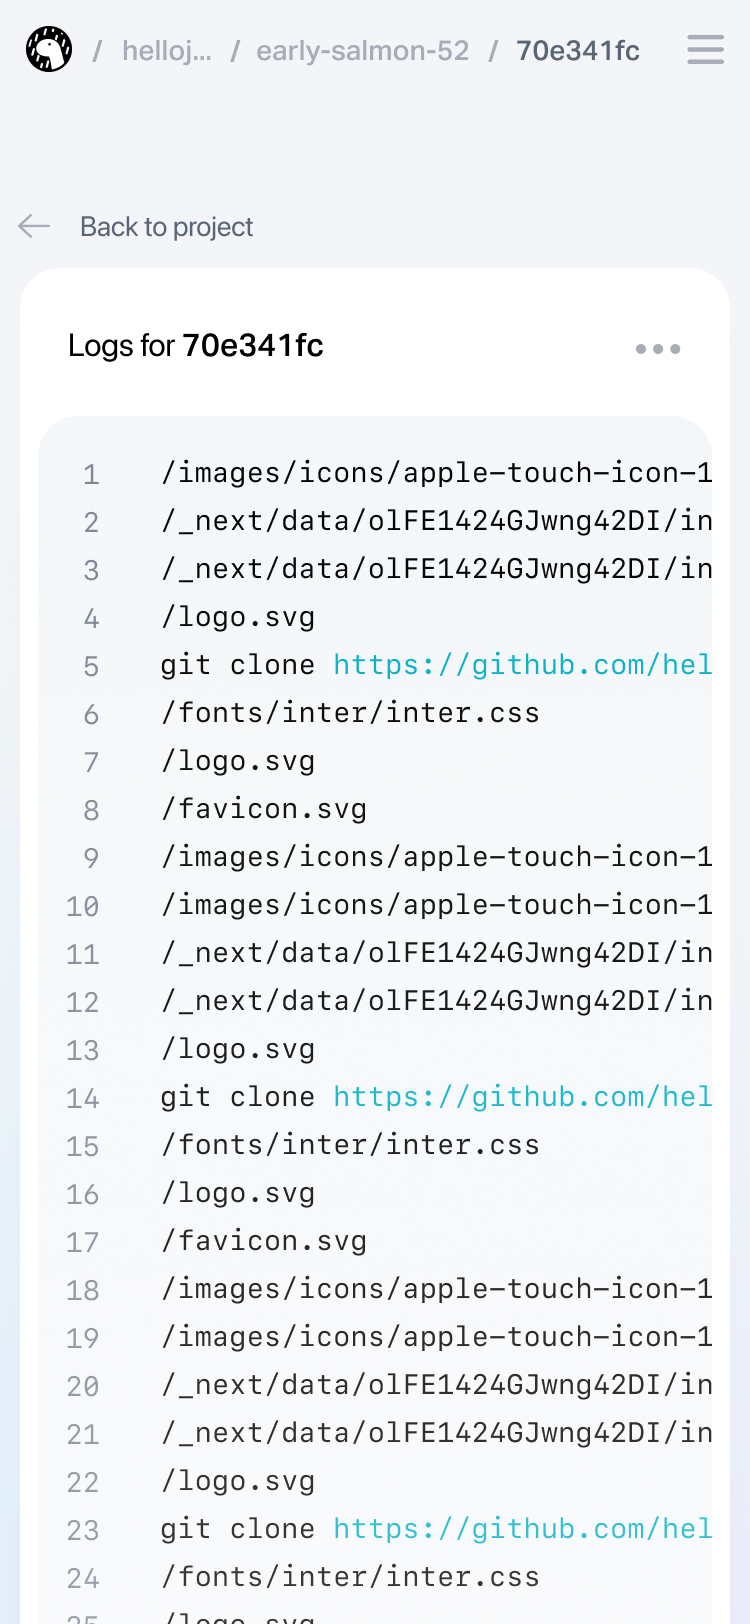 / helloj... / early-salmon-52 / 70e341fc
Back to project
Logs for 70e341fc
1 /images/icons/apple-touch-icon-1
2 /_next/data/olFE1424GJwng42DI/in
3 /_next/data/olFE1424GJwng42DI/in
4 /logo.svg
5 git clone https://github.com/hel
6 /fonts/inter/inter.css
7 /logo.svg
8 /favicon.svg
9 /images/icons/apple-touch-icon-1
10 /images/icons/apple-touch-icon-1
11 /_next/data/olFE1424GJwng42DI/in
12 /_next/data/olFE1424GJwng42DI/in
13 /logo.svg
14 git clone https://github.com/hel
15 /fonts/inter/inter.css
16 /logo.svg
17 /favicon.svg
18 /images/icons/apple-touch-icon-1
19 /images/icons/apple-touch-icon-1
20 /_next/data/olFE1424GJwng42DI/in
21 /_next/data/olFE1424GJwng42DI/in
22 /logo.svg
23 git clone https://github.com/hel
24 /fonts/inter/inter.css
25 /logo.svg